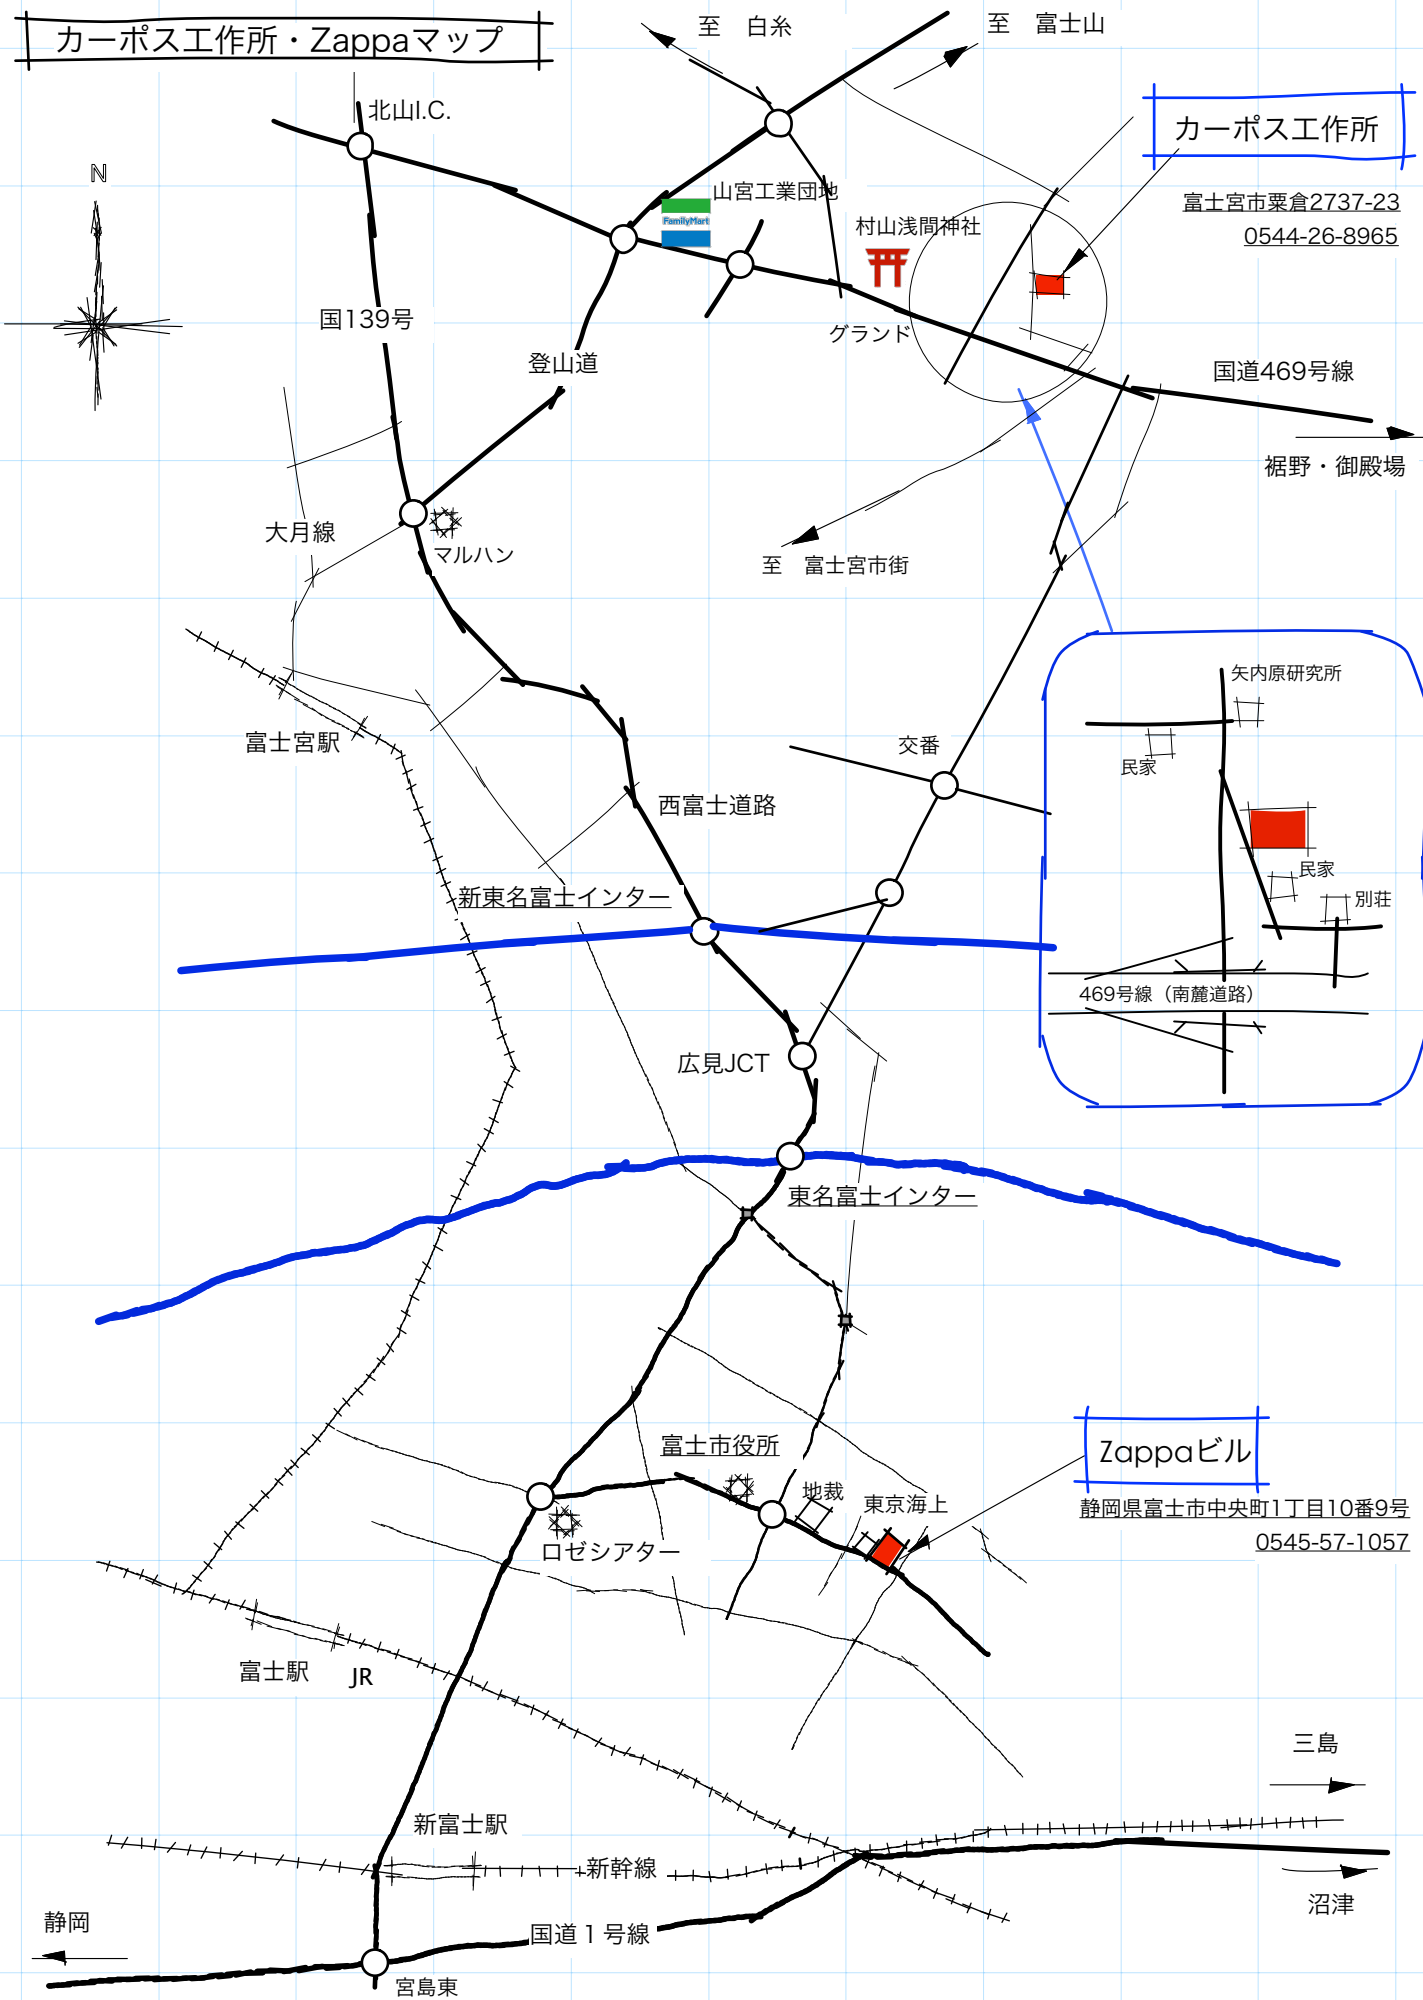 カーポス工作所・Zappaマップ
至　白糸
至　富士山
北山I.C.
カーポス工作所
N
山宮工業団地
FamilyMart
富士宮市粟倉2737-23
村山浅間神社
0544-26-8965
国139号
グランド
登山道
国道469号線
裾野・御殿場
大月線
マルハン
至　富士宮市街
矢内原研究所
富士宮駅
交番
民家
西富士道路
民家
新東名富士インター
別荘
469号線（南麓道路）
広見JCT
東名富士インター
富士市役所
Zappaビル
地裁
東京海上
静岡県富士市中央町1丁目10番9号
ロゼシアター
0545-57-1057
富士駅
JR
三島
新富士駅
新幹線
沼津
静岡
国道１号線
宮島東